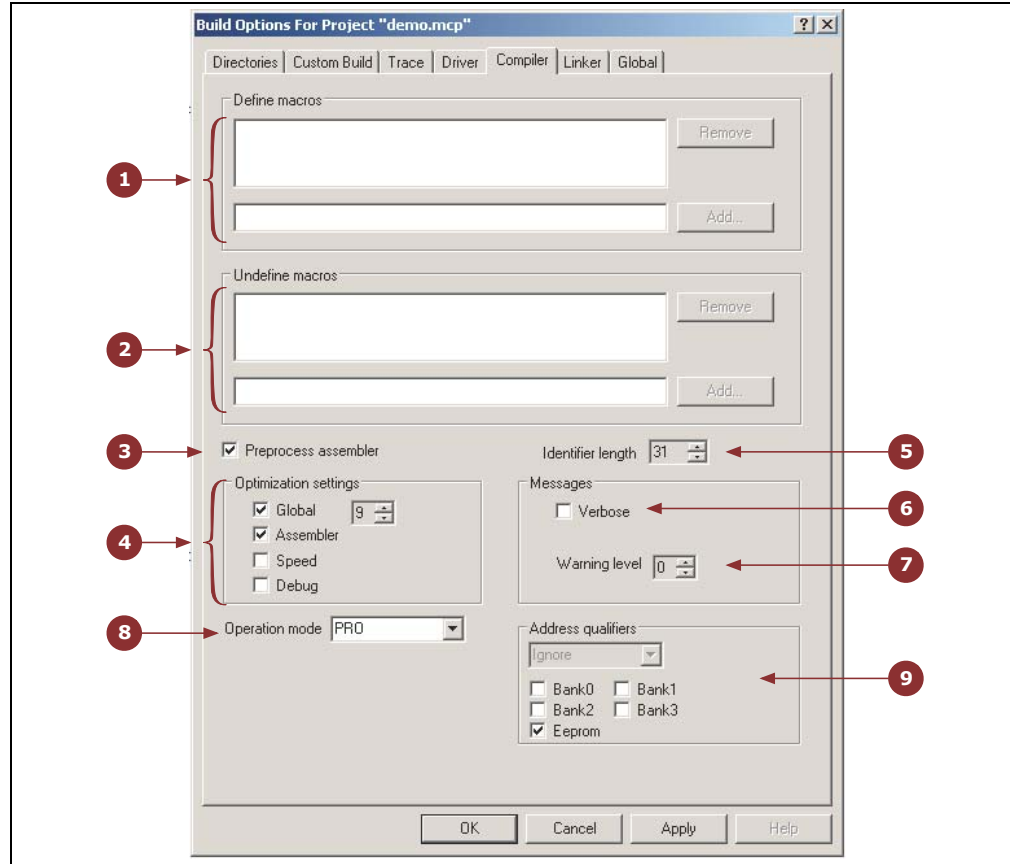 Build Options For Project "demo.mcp"
Directories Custom Build Trace Driver Compiler Linker Global
Define macros
Remove
1
Add...
Undefine macros
Remove
2
Add...
3 Preprocess assembler
Identifier length 31 5
Optimization settings
Global 9
Assembler
Speed
Debug
4
Messages
Verbose 6
Warning level 0 7
8 Operation mode PRO
Address qualifiers
Ignore
Bank0 Bank1
Bank2 Bank3
Eeprom
9
OK Cancel Apply Help